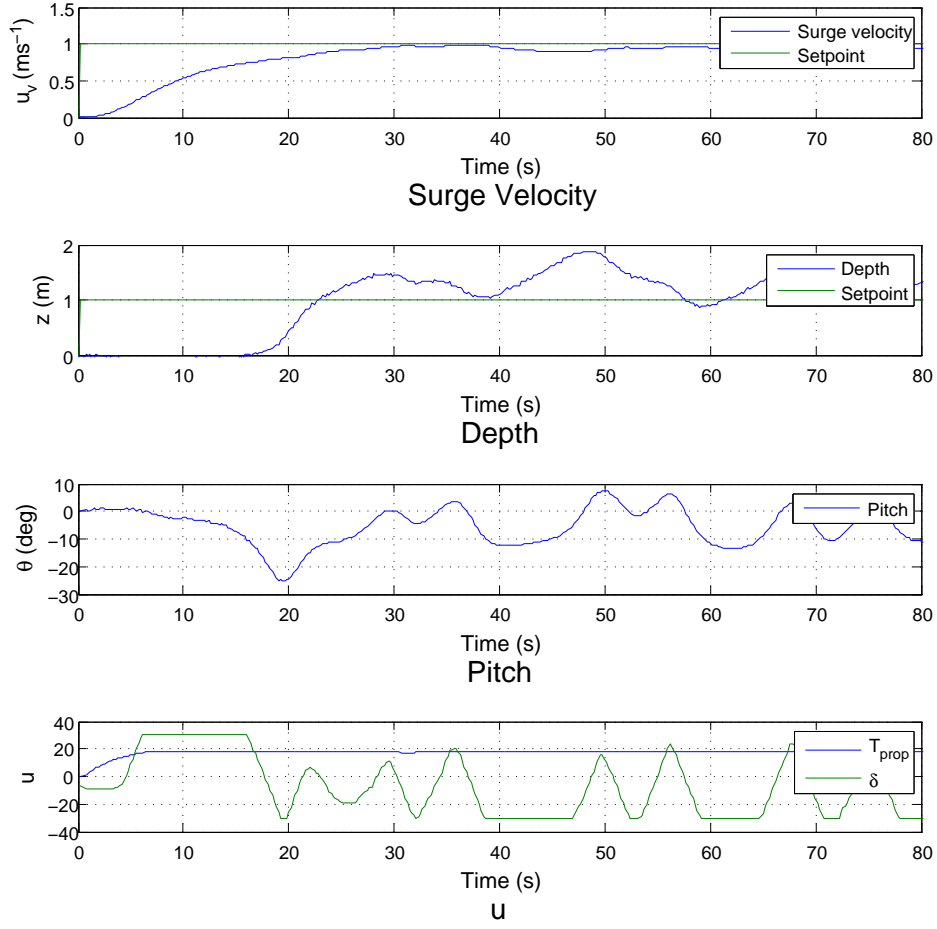 1.5
1
0.5
0
u_v (ms^−1)
Surge velocity
Setpoint
0 10 20 30 40 50 60 70 80
Time (s)
Surge Velocity
2
1
0
z (m)
Depth
Setpoint
0 10 20 30 40 50 60 70 80
Time (s)
Depth
10
0
−10
−20
−30
θ (deg)
Pitch
0 10 20 30 40 50 60 70 80
Time (s)
Pitch
40
20
0
−20
−40
u
T_prop
δ
0 10 20 30 40 50 60 70 80
Time (s)
u